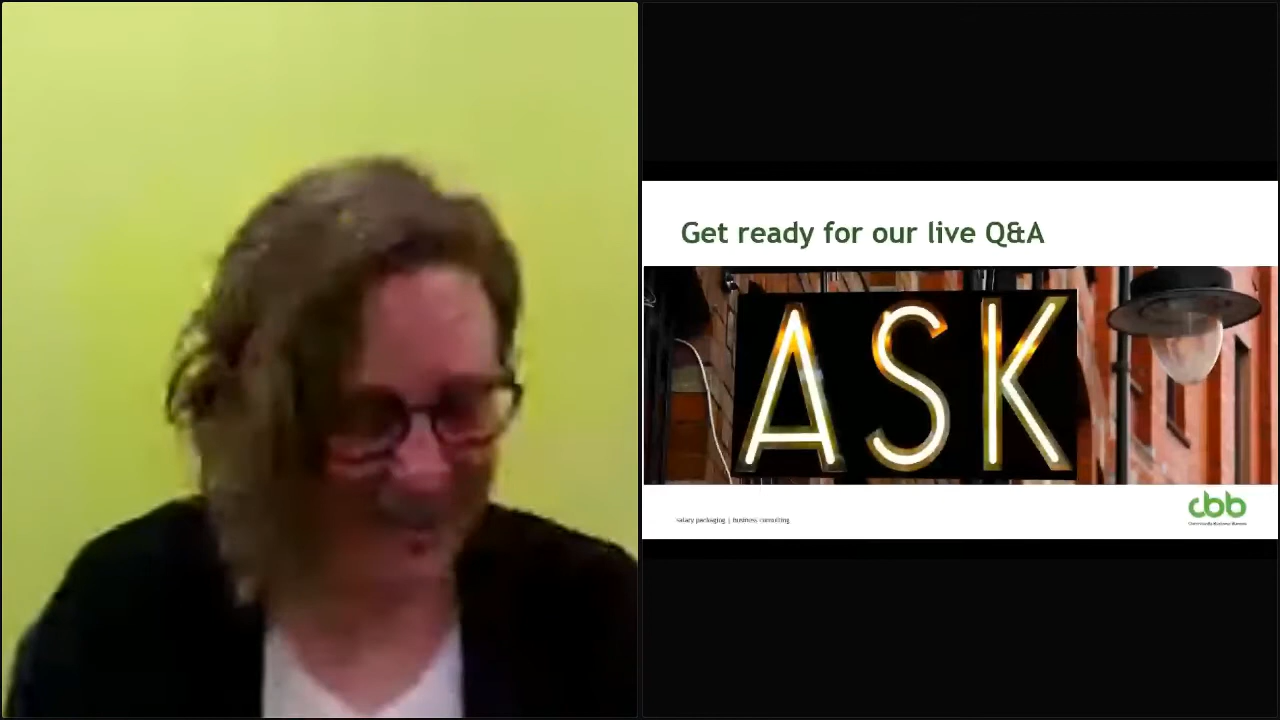 Get ready for our live Q&A
ASK
cbb
salary packaging | business consulting